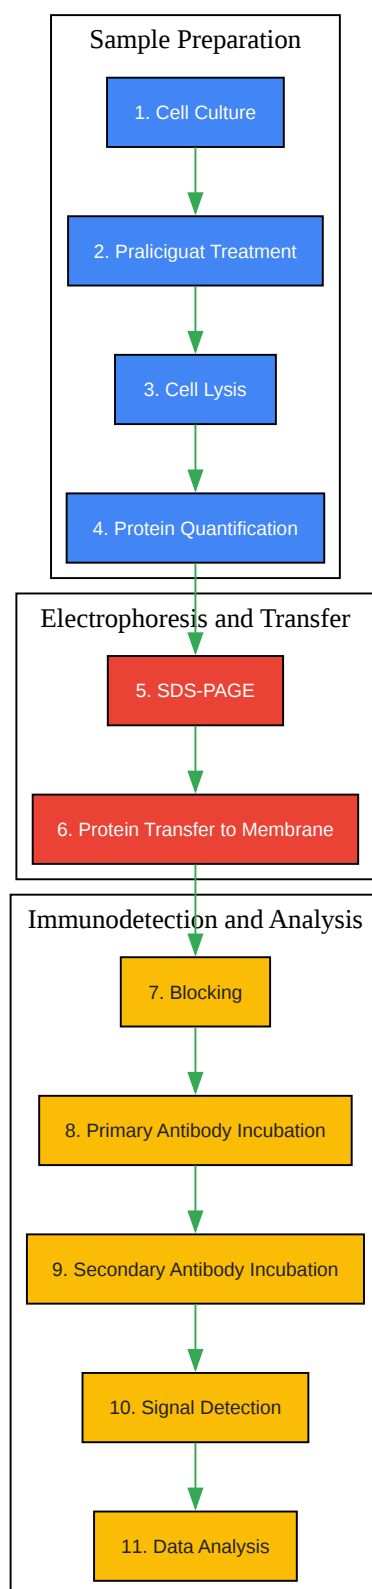 Sample Preparation
1. Cell Culture
2. Praliciguat Treatment
3. Cell Lysis
4. Protein Quantification
Electrophoresis and Transfer
5. SDS-PAGE
6. Protein Transfer to Membrane
Immunodetection and Analysis
7. Blocking
8. Primary Antibody Incubation
9. Secondary Antibody Incubation
10. Signal Detection
11. Data Analysis